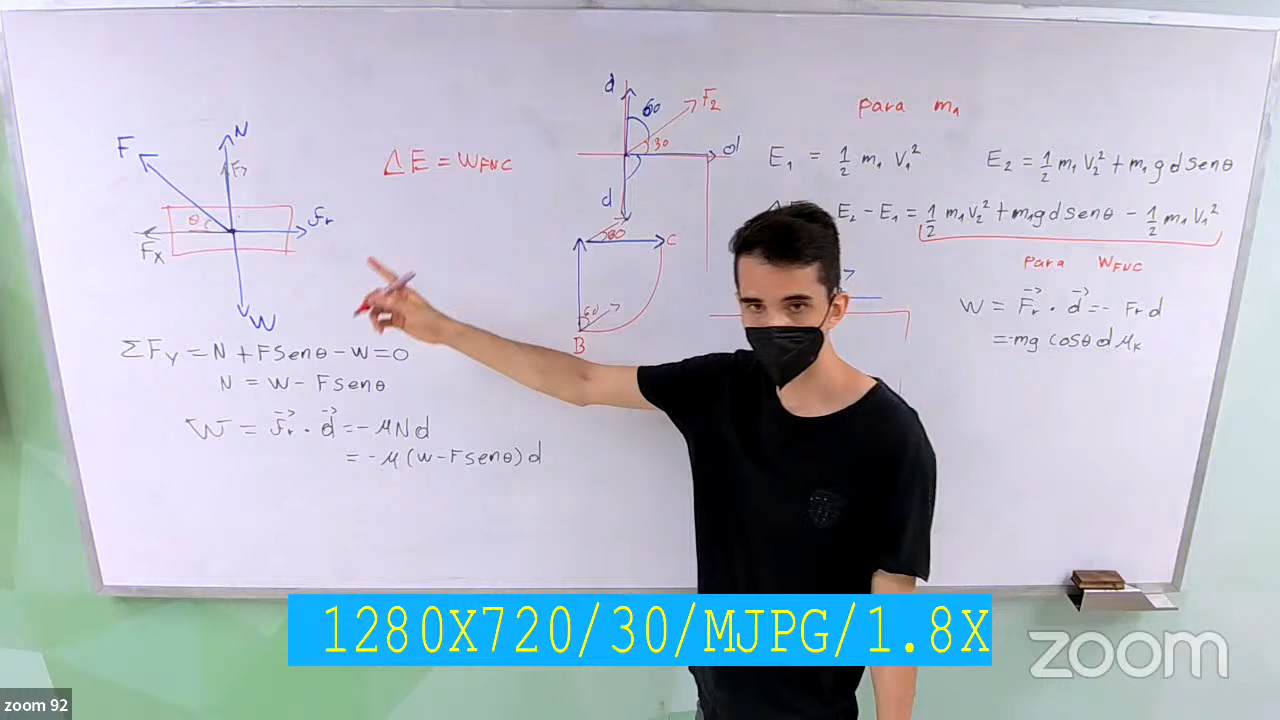 N
F
Fy
θ
fr
Fx
W
ΣFy = N + Fsenθ - W = 0
N = W - Fsenθ
W = fr · d = - μNd
= - μ(W - Fsenθ)d
ΔE = WFNC
d
60
F2
30
d
d
30
C
60
B
para m1
E1 = 1/2 m1 V1²
E2 = 1/2 m1 V2² + m1 g d Senθ
E2 - E1 = 1/2 m1 V2² + m1 g d senθ - 1/2 m1 V1²
para WFNC
W = Fr · d = - Fr d
= -mg cosθ d μk
1280X720/30/MJPG/1.8X
zoom
zoom 92